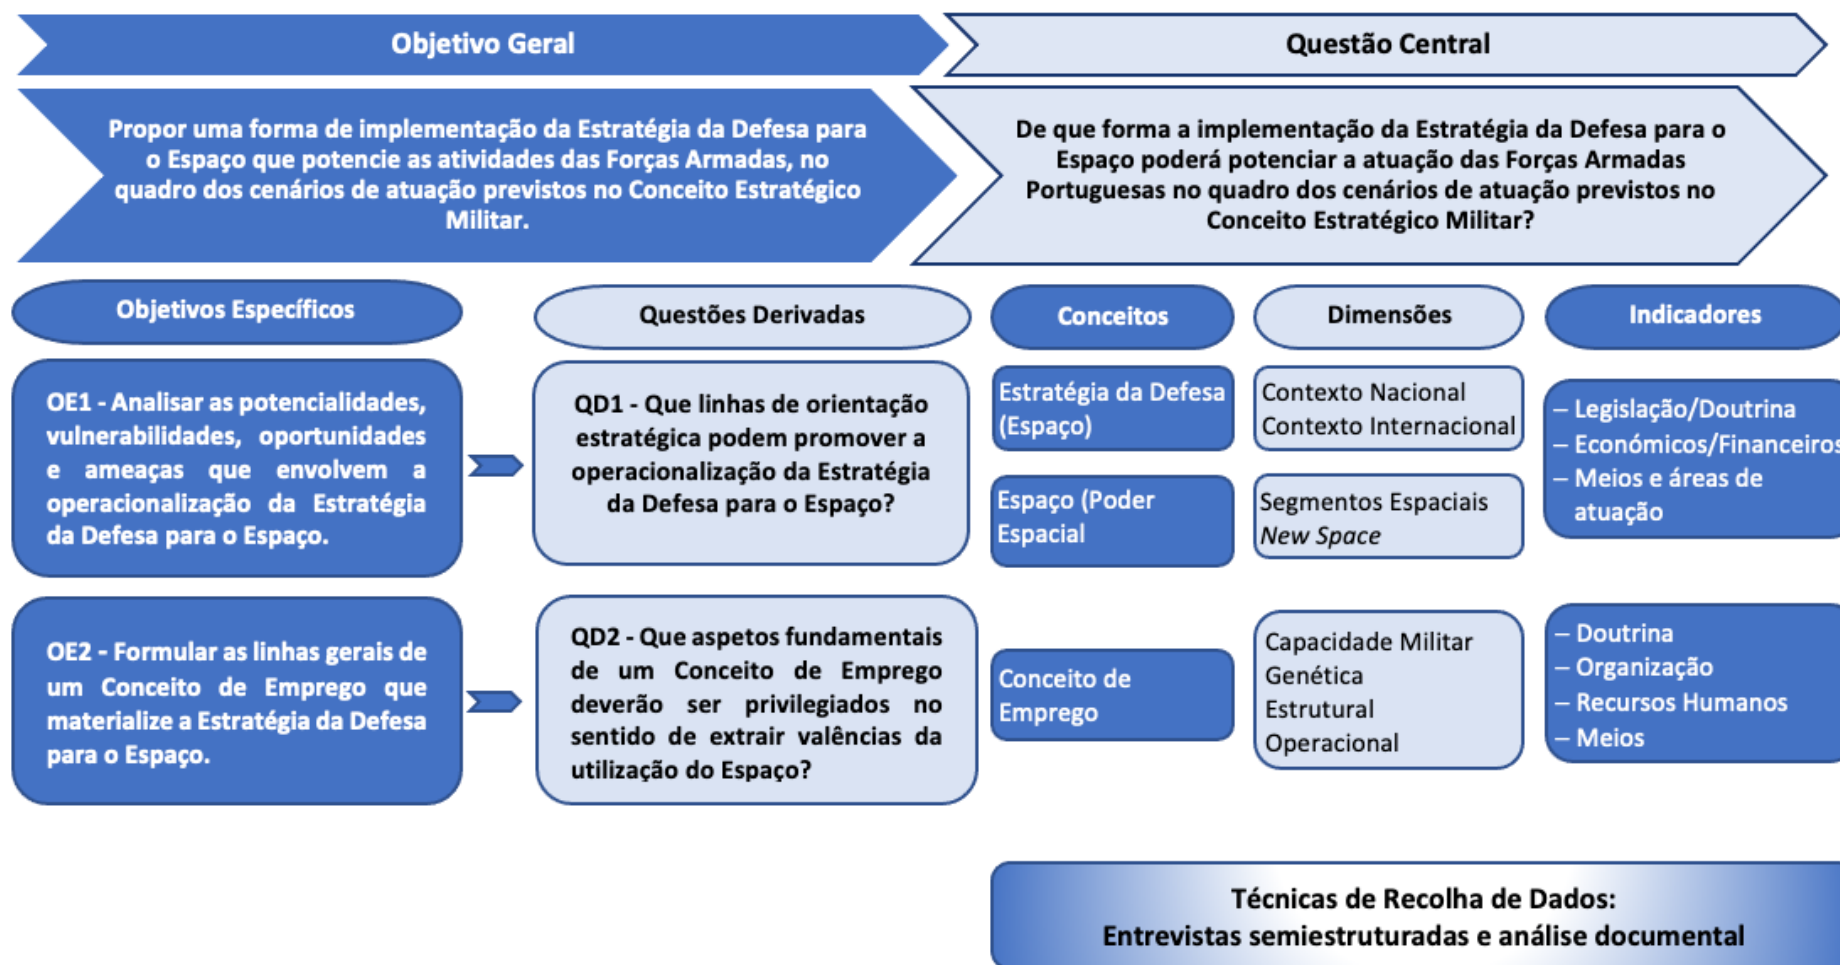 Objetivo Geral
Questão Central
Propor uma forma de implementação da Estratégia da Defesa para
o Espaço que potencie as atividades das Forças Armadas, no
quadro dos cenários de atuação previstos no Conceito Estratégico
Militar.
De que forma a implementação da Estratégia da Defesa para o
Espaço poderá potenciar a atuação das Forças Armadas
Portuguesas no quadro dos cenários de atuação previstos no
Conceito Estratégico Militar?
Objetivos Específicos
Questões Derivadas
Conceitos
Dimensões
Indicadores
OE1 - Analisar as potencialidades,
vulnerabilidades, oportunidades
e ameaças que envolvem a
operacionalização da Estratégia
da Defesa para o Espaço.
QD1 - Que linhas de orientação
estratégica podem promover a
operacionalização da Estratégia
da Defesa para o Espaço?
Estratégia da Defesa
(Espaço)
Contexto Nacional
Contexto Internacional
Espaço (Poder
Espacial
Segmentos Espaciais
New Space
– Legislação/Doutrina
– Económicos/Financeiros
– Meios e áreas de
atuação
OE2 - Formular as linhas gerais de
um Conceito de Emprego que
materialize a Estratégia da Defesa
para o Espaço.
QD2 - Que aspetos fundamentais
de um Conceito de Emprego
deverão ser privilegiados no
sentido de extrair valências da
utilização do Espaço?
Conceito de
Emprego
Capacidade Militar
Genética
Estrutural
Operacional
– Doutrina
– Organização
– Recursos Humanos
– Meios
Técnicas de Recolha de Dados:
Entrevistas semiestruturadas e análise documental